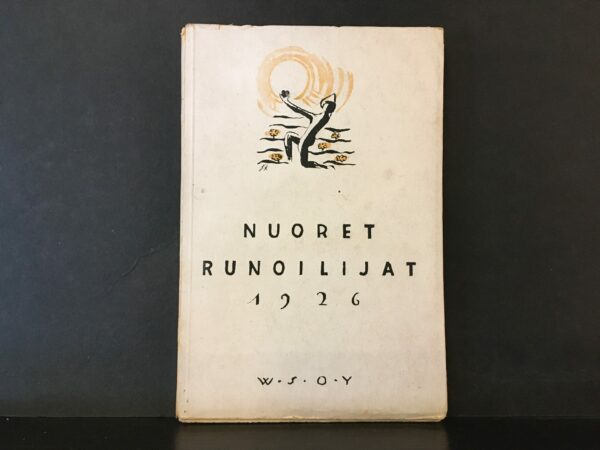 NUORET
RUNOILIJAT
1926
W·S·O·Y